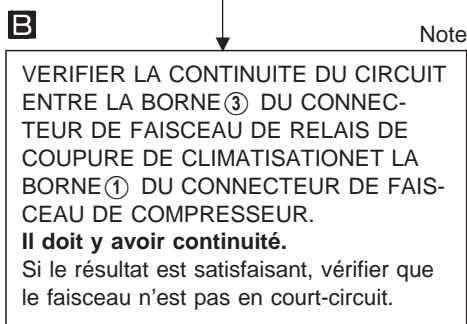 B
Note
VERIFIER LA CONTINUITE DU CIRCUIT
ENTRE LA BORNE ③ DU CONNEC-
TEUR DE FAISCEAU DE RELAIS DE
COUPURE DE CLIMATISATIONET LA
BORNE ① DU CONNECTEUR DE FAIS-
CEAU DE COMPRESSEUR.
Il doit y avoir continuité.
Si le résultat est satisfaisant, vérifier que
le faisceau n'est pas en court-circuit.